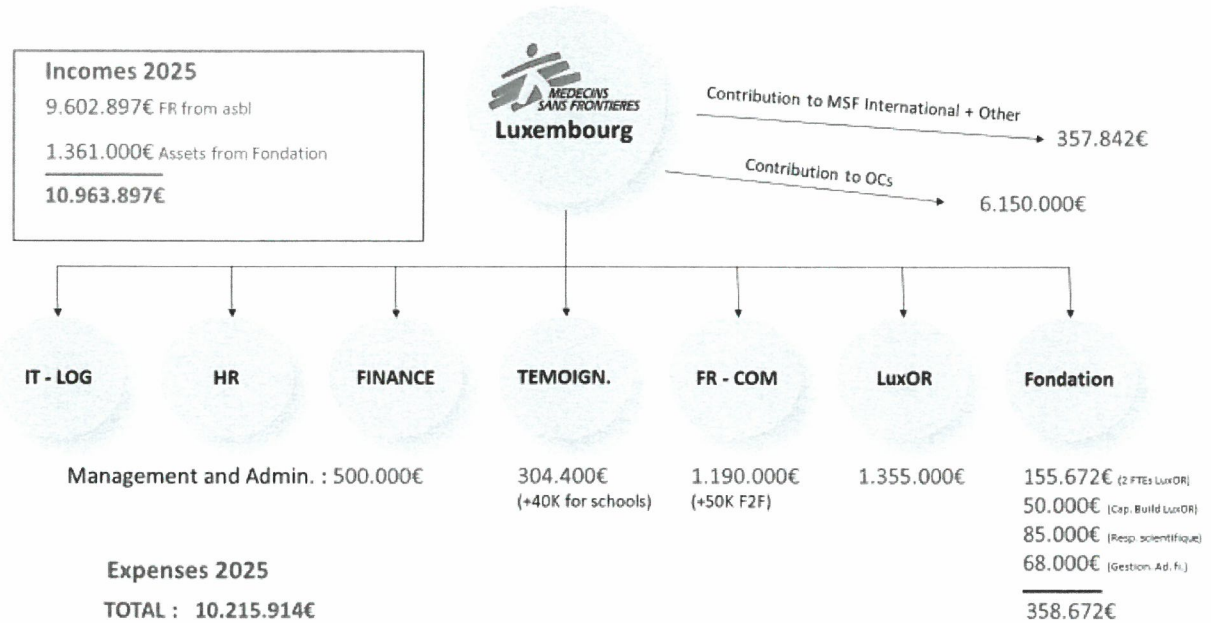 Incomes 2025
9.602.897€ FR from asbl
1.361.000€ Assets from Fondation
10.963.897€
MEDECINS
SANS FRONTIERES
Luxembourg
Contribution to MSF International + Other
357.842€
Contribution to OCs
6.150.000€
IT - LOG
HR
FINANCE
TEMOIGN.
FR - COM
LuxOR
Fondation
Management and Admin. : 500.000€
304.400€
(+40K for schools)
1.190.000€
(+50K F2F)
1.355.000€
155.672€ (2 FTEs LuxOR)
50.000€ (Cap. Build LuxOR)
85.000€ (Resp. scientifique)
68.000€ (Gestion. Ad. fi.)
358.672€
Expenses 2025
TOTAL : 10.215.914€